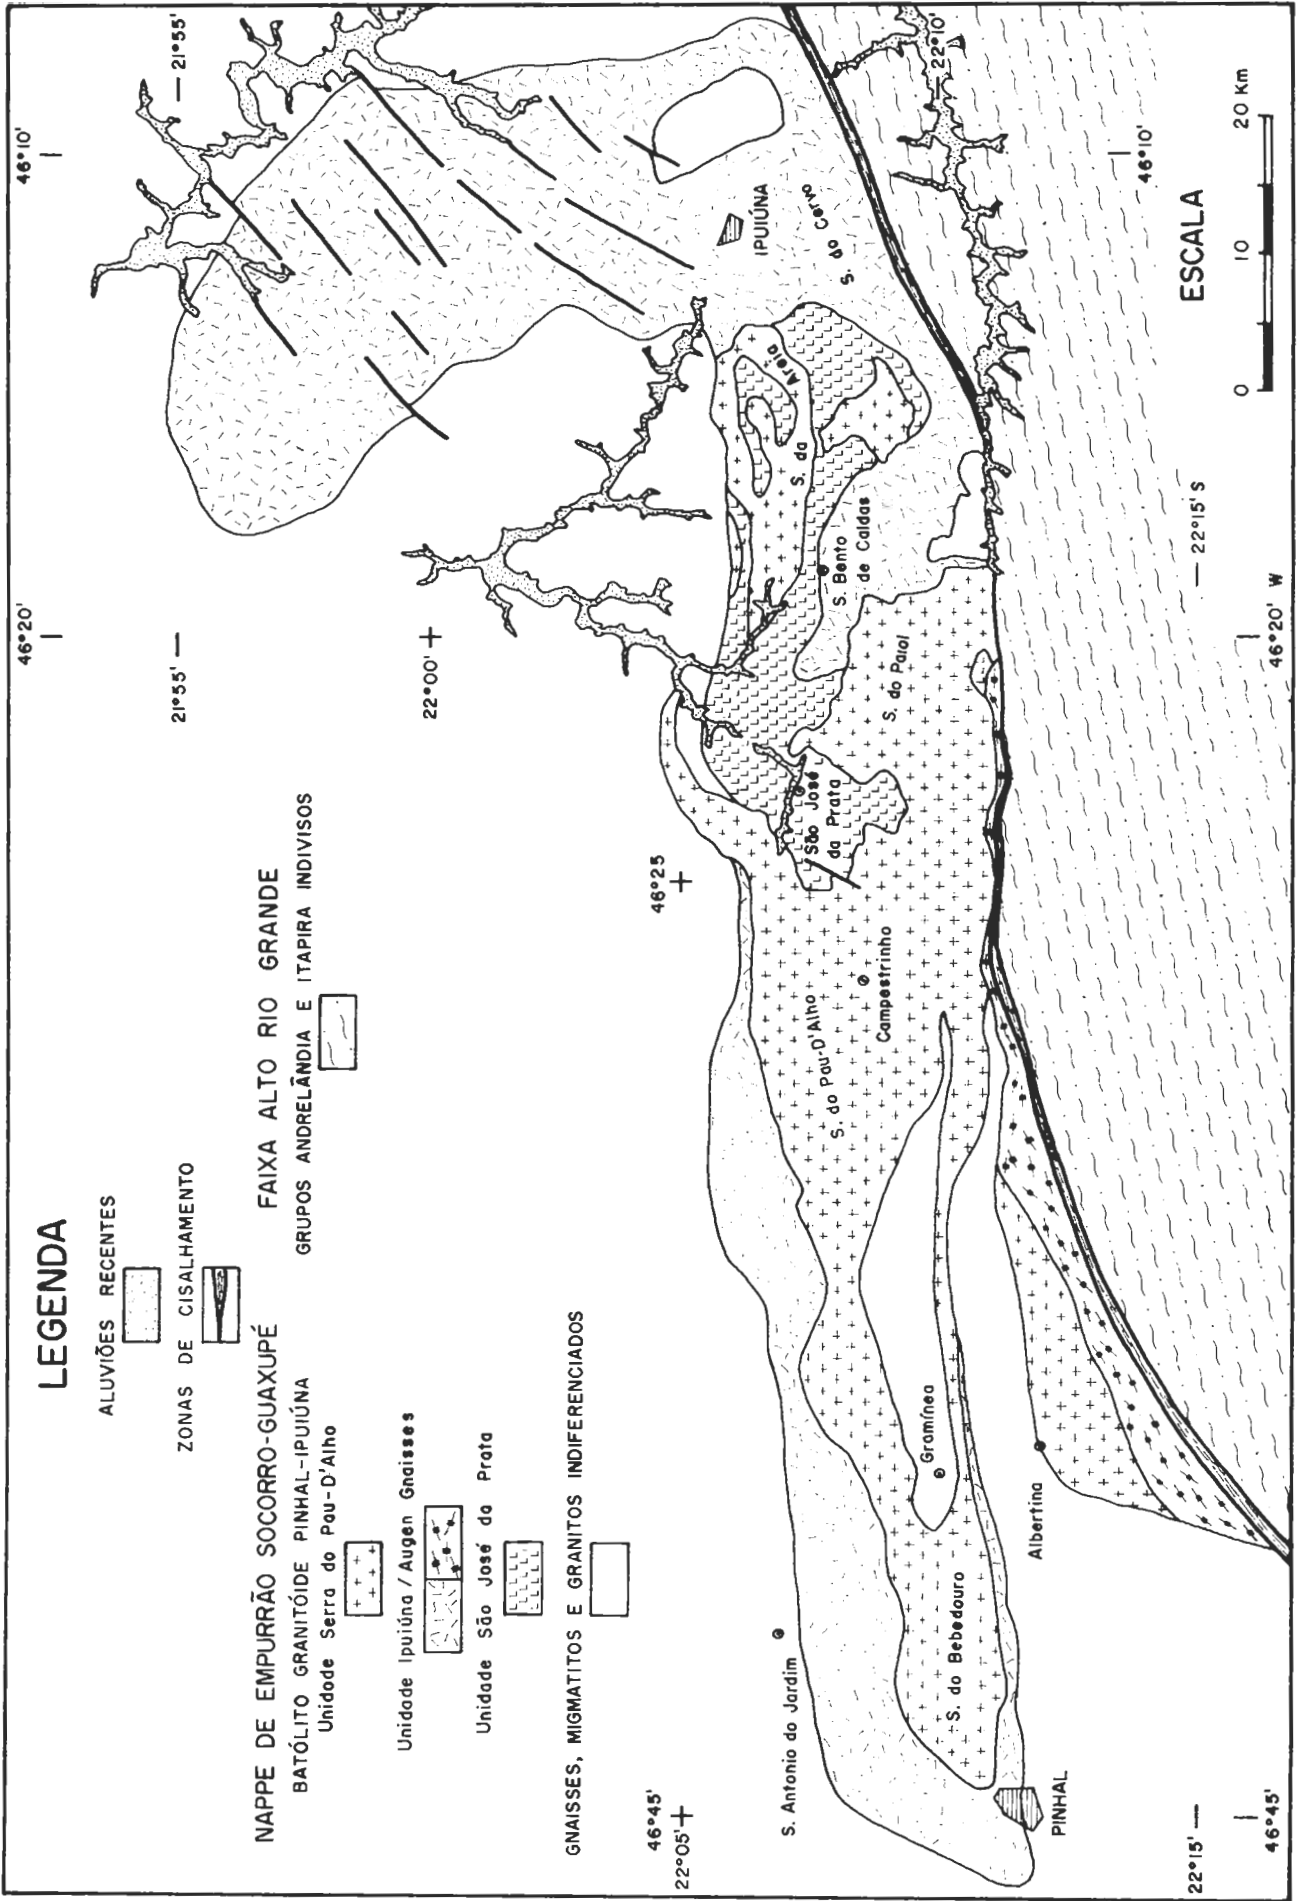 LEGENDA
ALUVIÕES RECENTES
ZONAS DE CISALHAMENTO
NAPPE DE EMPURRÃO SOCORRO-GUAXUPÉ
BATÓLITO GRANITÓIDE PINHAL-IPUIÚNA
Unidade Serra do Pau-D'Alho
Unidade Ipuiúna / Augen Gnaisses
Unidade São José da Prata
GNAISSES, MIGMATITOS E GRANITOS INDIFERENCIADOS
FAIXA ALTO RIO GRANDE
GRUPOS ANDRELÂNDIA E ITAPIRA INDIVISOS
46°20'
46°10'
21°55'
21°55'
22°00'
46°25
46°45'
22°05'
S. Antonio do Jardim
PINHAL
S. do Bebedouro
Gramínea
Albertina
S. do Pau-D'Alho
Campestrinho
São José
da Prata
S. do Paiol
S. Bento
de Caldas
S. da Areia
IPUIÚNA
S. do Cervo
22°10'
46°10'
22°15' S
46°20' W
22°15'
46°45'
ESCALA
0 10 20 Km